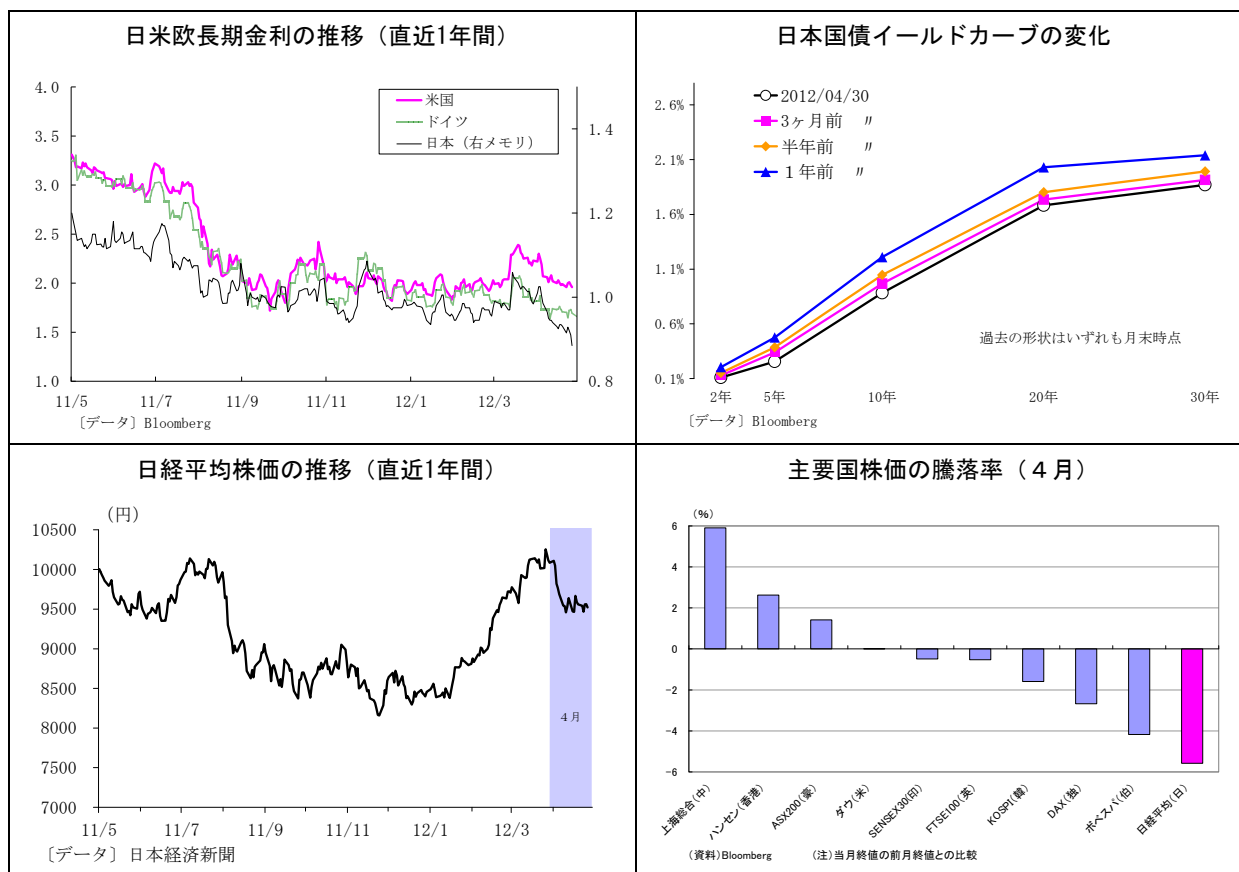 日米欧長期金利の推移（直近1年間）
4.0
3.5
3.0
2.5
2.0
1.5
1.0
米国
ドイツ
日本（右メモリ）
1.4
1.2
1.0
0.8
11/5 11/7 11/9 11/11 12/1 12/3
〔データ〕Bloomberg
日本国債イールドカーブの変化
2.6%
2.1%
1.6%
1.1%
0.6%
0.1%
2012/04/30
3ヶ月前 〃
半年前 〃
１年前 〃
過去の形状はいずれも月末時点
2年 5年 10年 20年 30年
〔データ〕Bloomberg
日経平均株価の推移（直近1年間）
（円）
10500
10000
9500
9000
8500
8000
7500
7000
4月
11/5 11/7 11/9 11/11 12/1 12/3
〔データ〕日本経済新聞
主要国株価の騰落率（４月）
（%）
6
4
2
0
-2
-4
-6
上海総合(中)
ハンセン(香港)
ASX200(豪)
ダウ(米)
SENSEX30(印)
FTSE100(英)
KOSPI(韓)
DAX(独)
ボベスパ(伯)
日経平均(日)
（資料）Bloomberg （注）当月終値の前月終値との比較